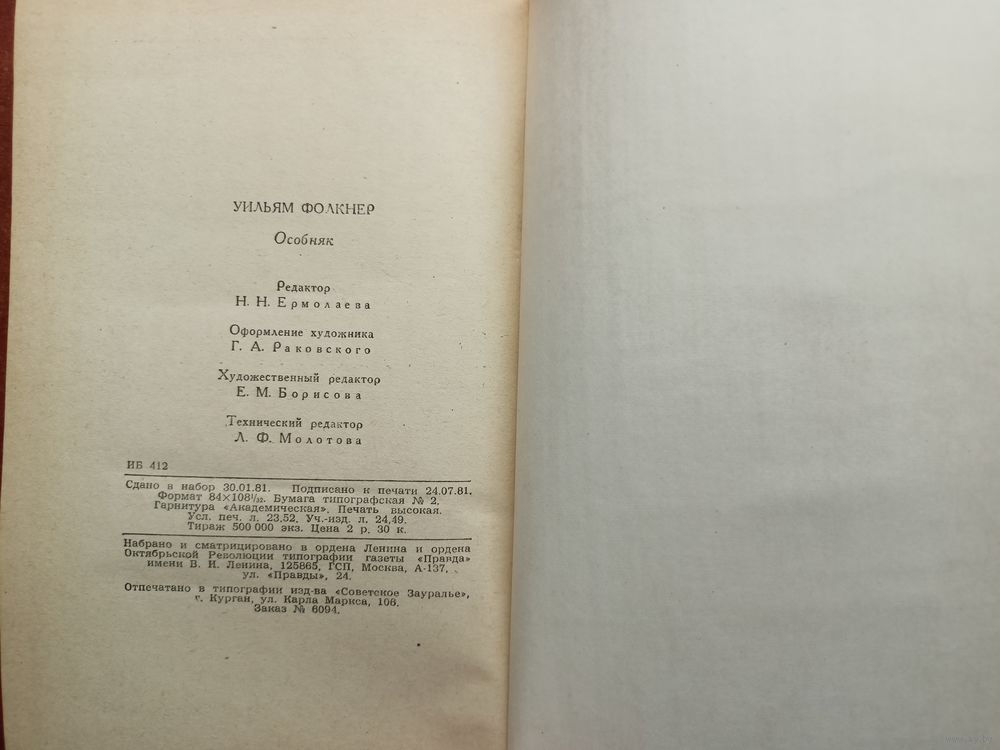 УИЛЬЯМ ФОЛКНЕР
Особняк
Редактор
Н. Н. Ермолаева
Оформление художника
Г. А. Раковского
Художественный редактор
Е. М. Борисова
Технический редактор
Л. Ф. Молотова
ИБ 412
Сдано в набор 30.01.81. Подписано к печати 24.07.81.
Формат 84×108¹/₃₂. Бумага типографская № 2.
Гарнитура «Академическая». Печать высокая.
Усл. печ. л. 23,52. Уч.-изд. л. 24,49.
Тираж 500 000 экз. Цена 2 р. 30 к.
Набрано и сматрицировано в ордена Ленина и ордена
Октябрьской Революции типографии газеты «Правда»
имени В. И. Ленина, 125865, ГСП, Москва, А-137,
ул. «Правды», 24.
Отпечатано в типографии изд-ва «Советское Зауралье»,
г. Курган, ул. Карла Маркса, 106.
Заказ № 6094.